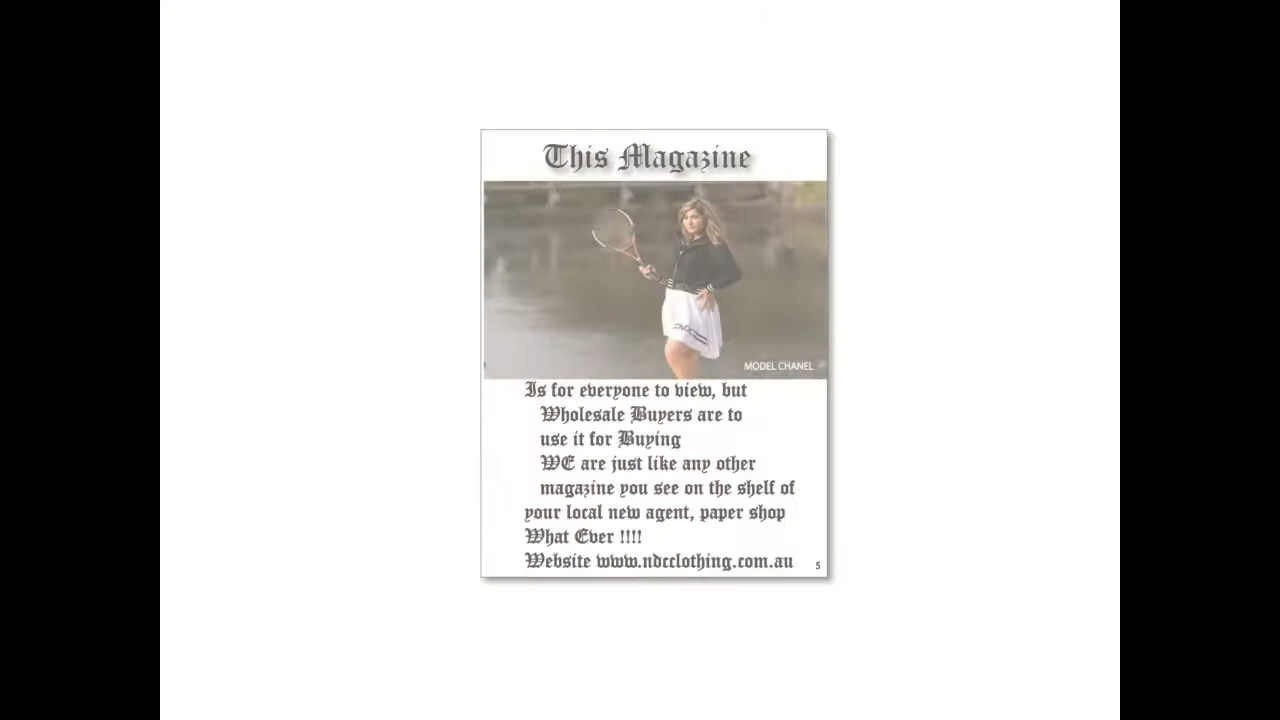 This Magazine
MODEL CHANEL
Is for everyone to view, but
Wholesale Buyers are to
use it for Buying
WE are just like any other
magazine you see on the shelf of
your local new agent, paper shop
What Ever !!!!
Website www.ndcclothing.com.au
5